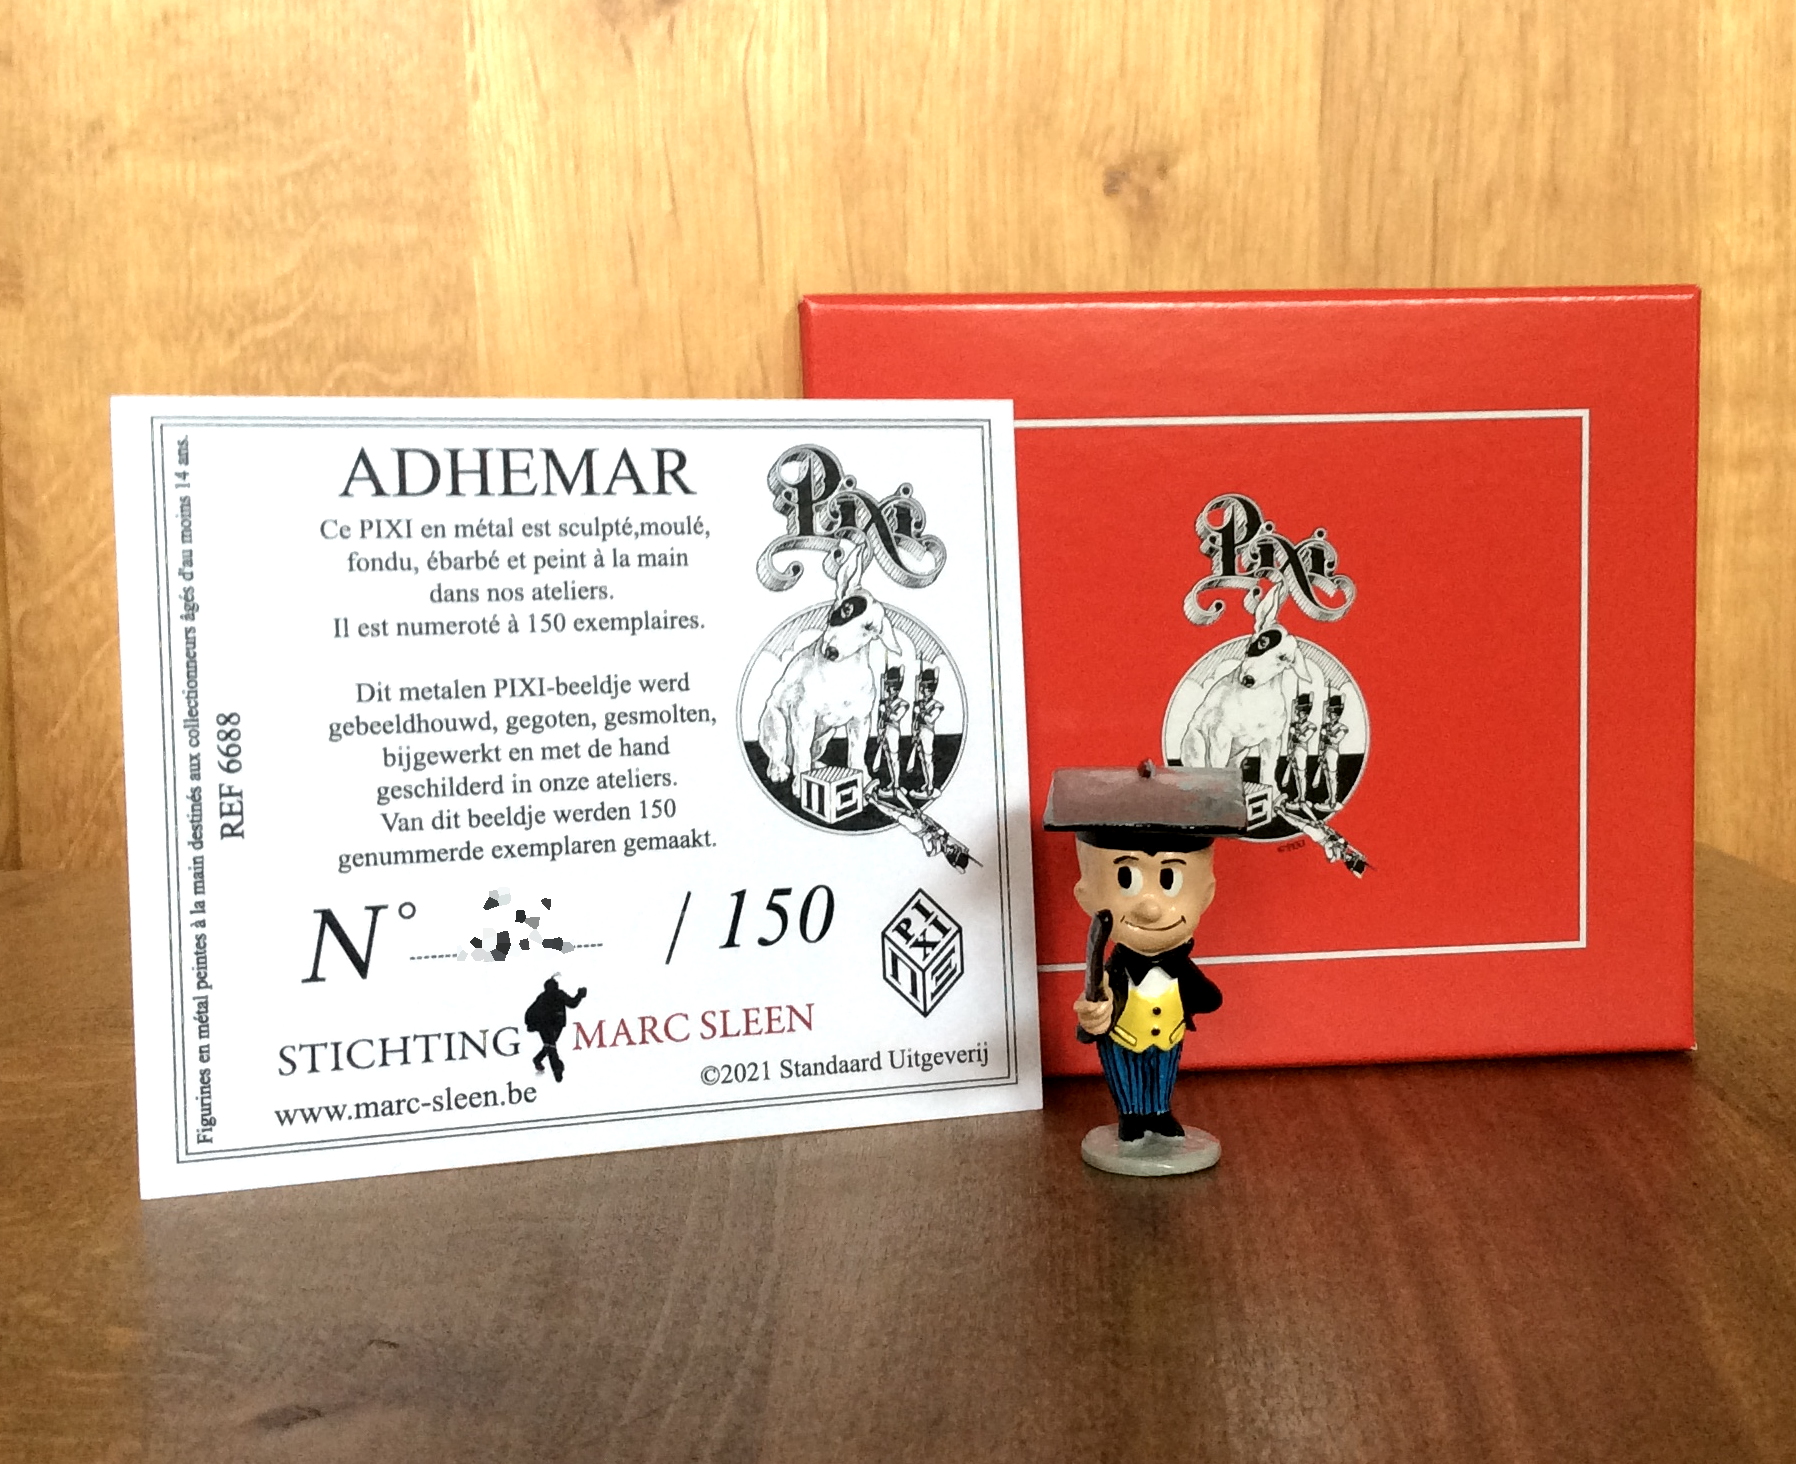 ADHEMAR
Ce PIXI en métal est sculpté,moulé,
fondu, ébarbé et peint à la main
dans nos ateliers.
Il est numeroté à 150 exemplaires.
Dit metalen PIXI-beeldje werd
gebeeldhouwd, gegoten, gesmolten,
bijgewerkt en met de hand
geschilderd in onze ateliers.
Van dit beeldje werden 150
genummerde exemplaren gemaakt.
N° / 150
STICHTING MARC SLEEN
www.marc-sleen.be
©2021 Standaard Uitgeverij
Figurines en métal peintes à la main destinés aux collectionneurs âgés d'au moins 14 ans.
REF 6688
Pixi
PIXI
Pixi
©PIXI